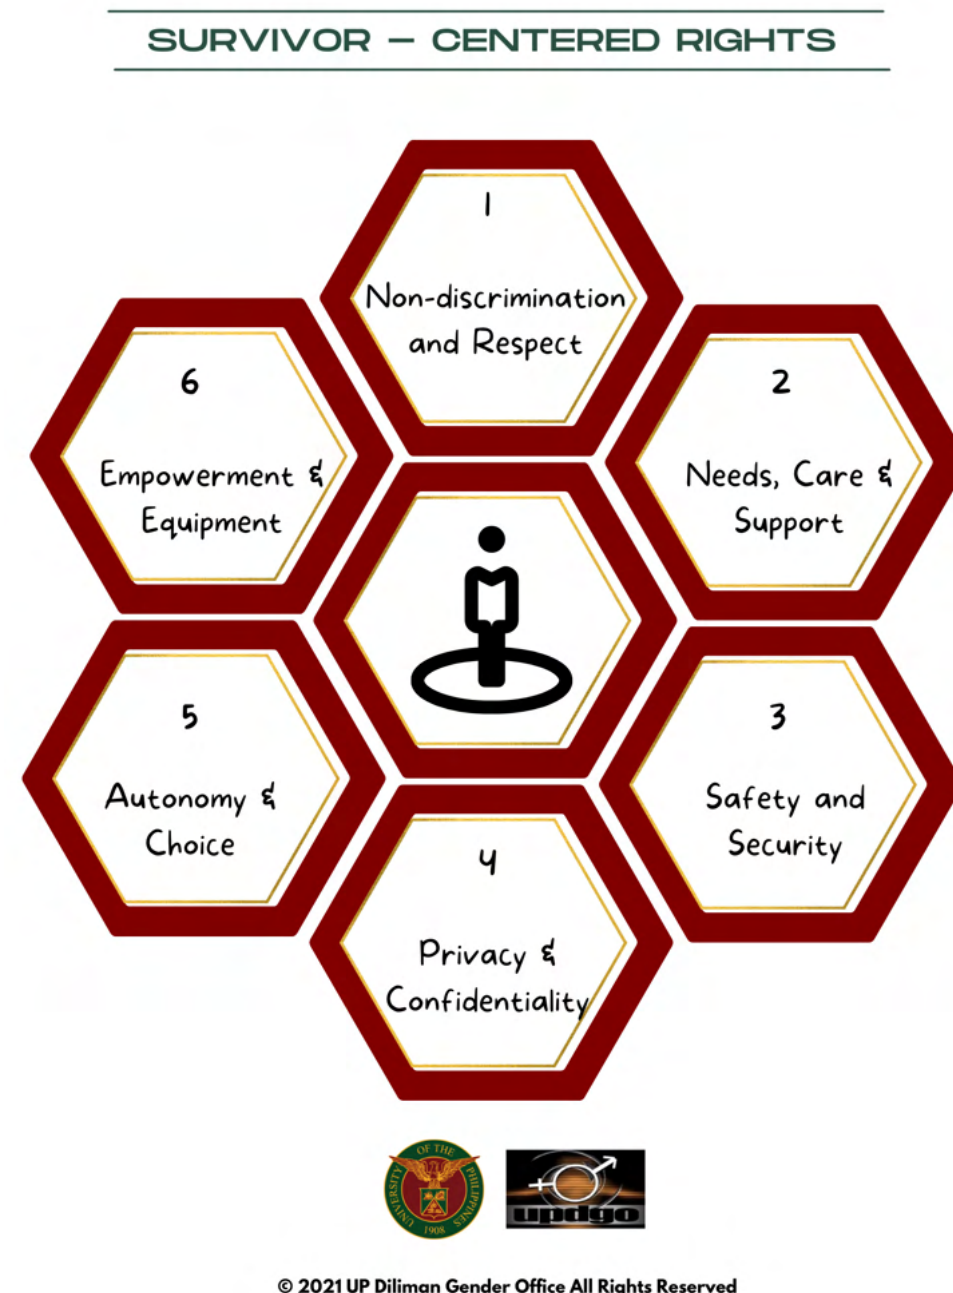 SURVIVOR – CENTERED RIGHTS
1
Non-discrimination
and Respect
2
Needs, Care &
Support
3
Safety and
Security
4
Privacy &
Confidentiality
5
Autonomy &
Choice
6
Empowerment &
Equipment
UNIVERSITY OF THE PHILIPPINES
1908
updgo
© 2021 UP Diliman Gender Office All Rights Reserved